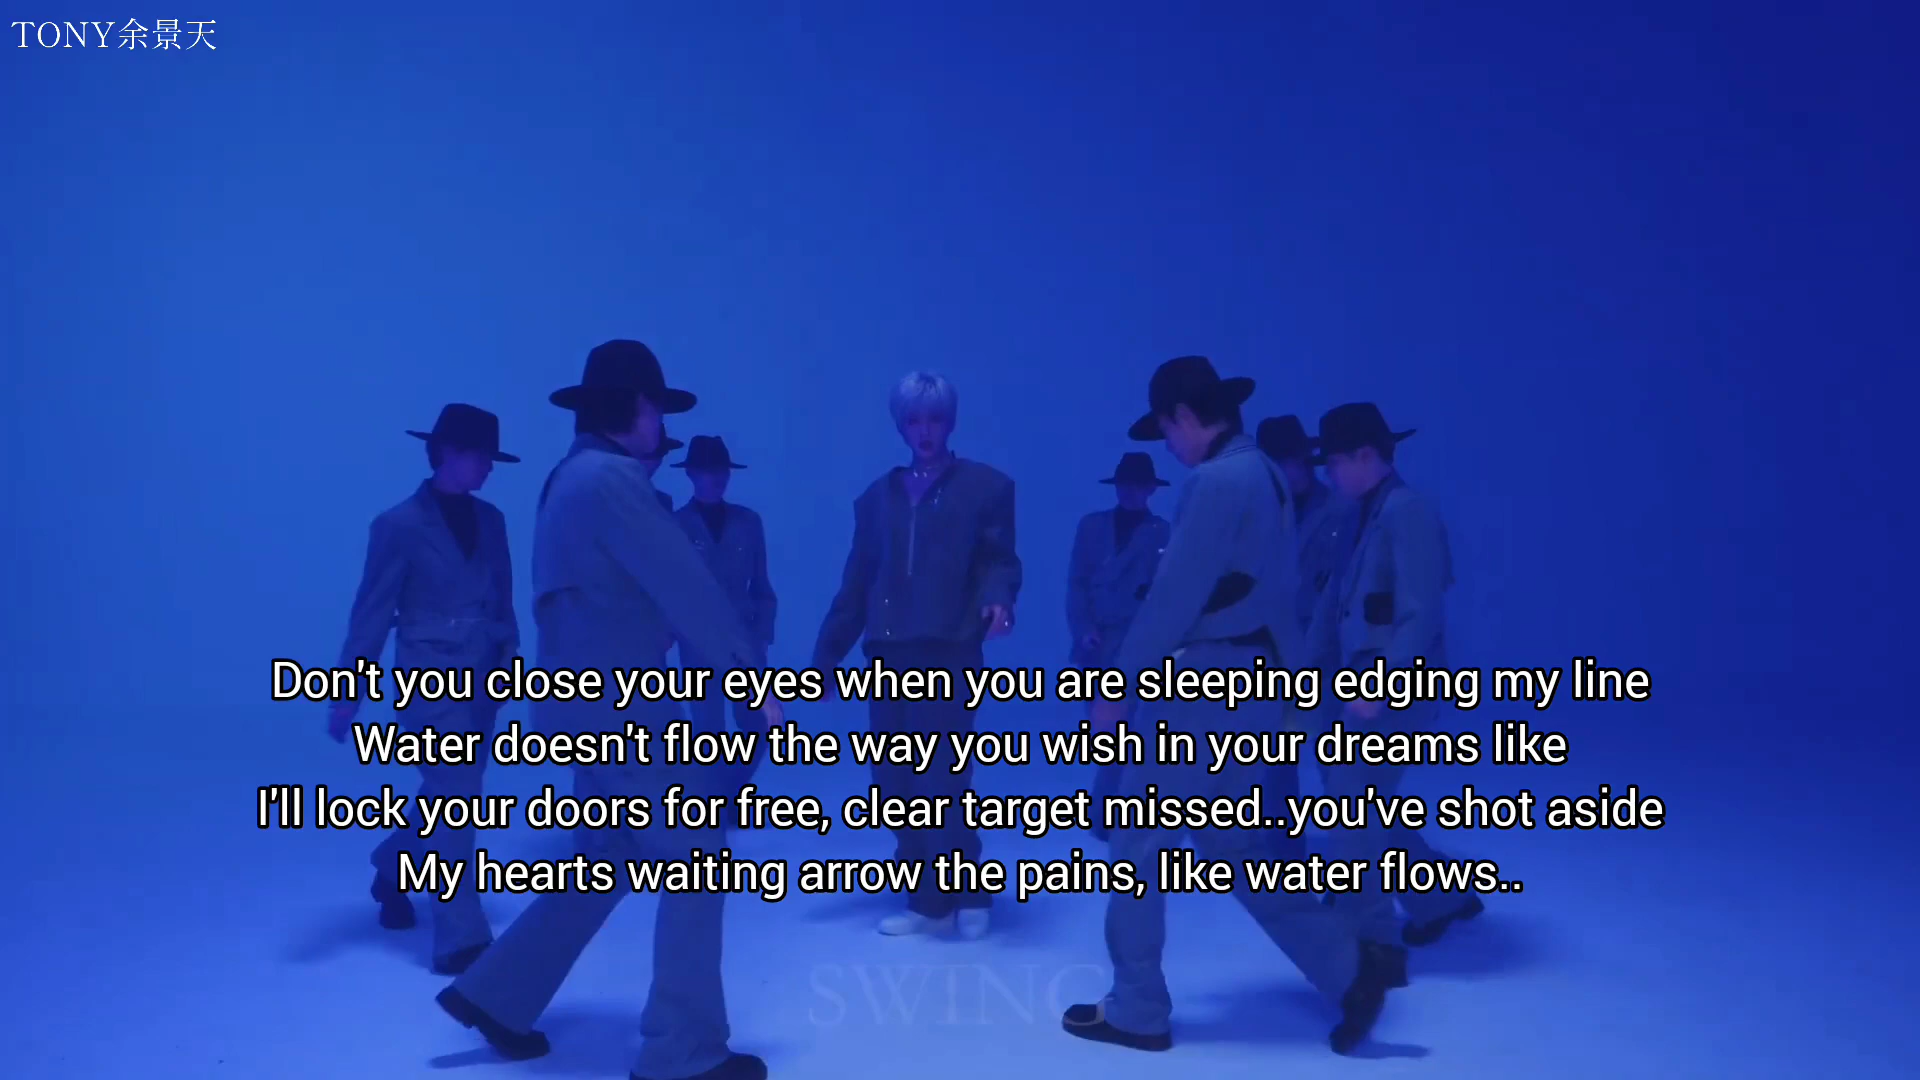 TONY余景天
Don't you close your eyes when you are sleeping edging my line
Water doesn't flow the way you wish in your dreams like
I'll lock your doors for free, clear target missed..you've shot aside
My hearts waiting arrow the pains, like water flows..
SWING